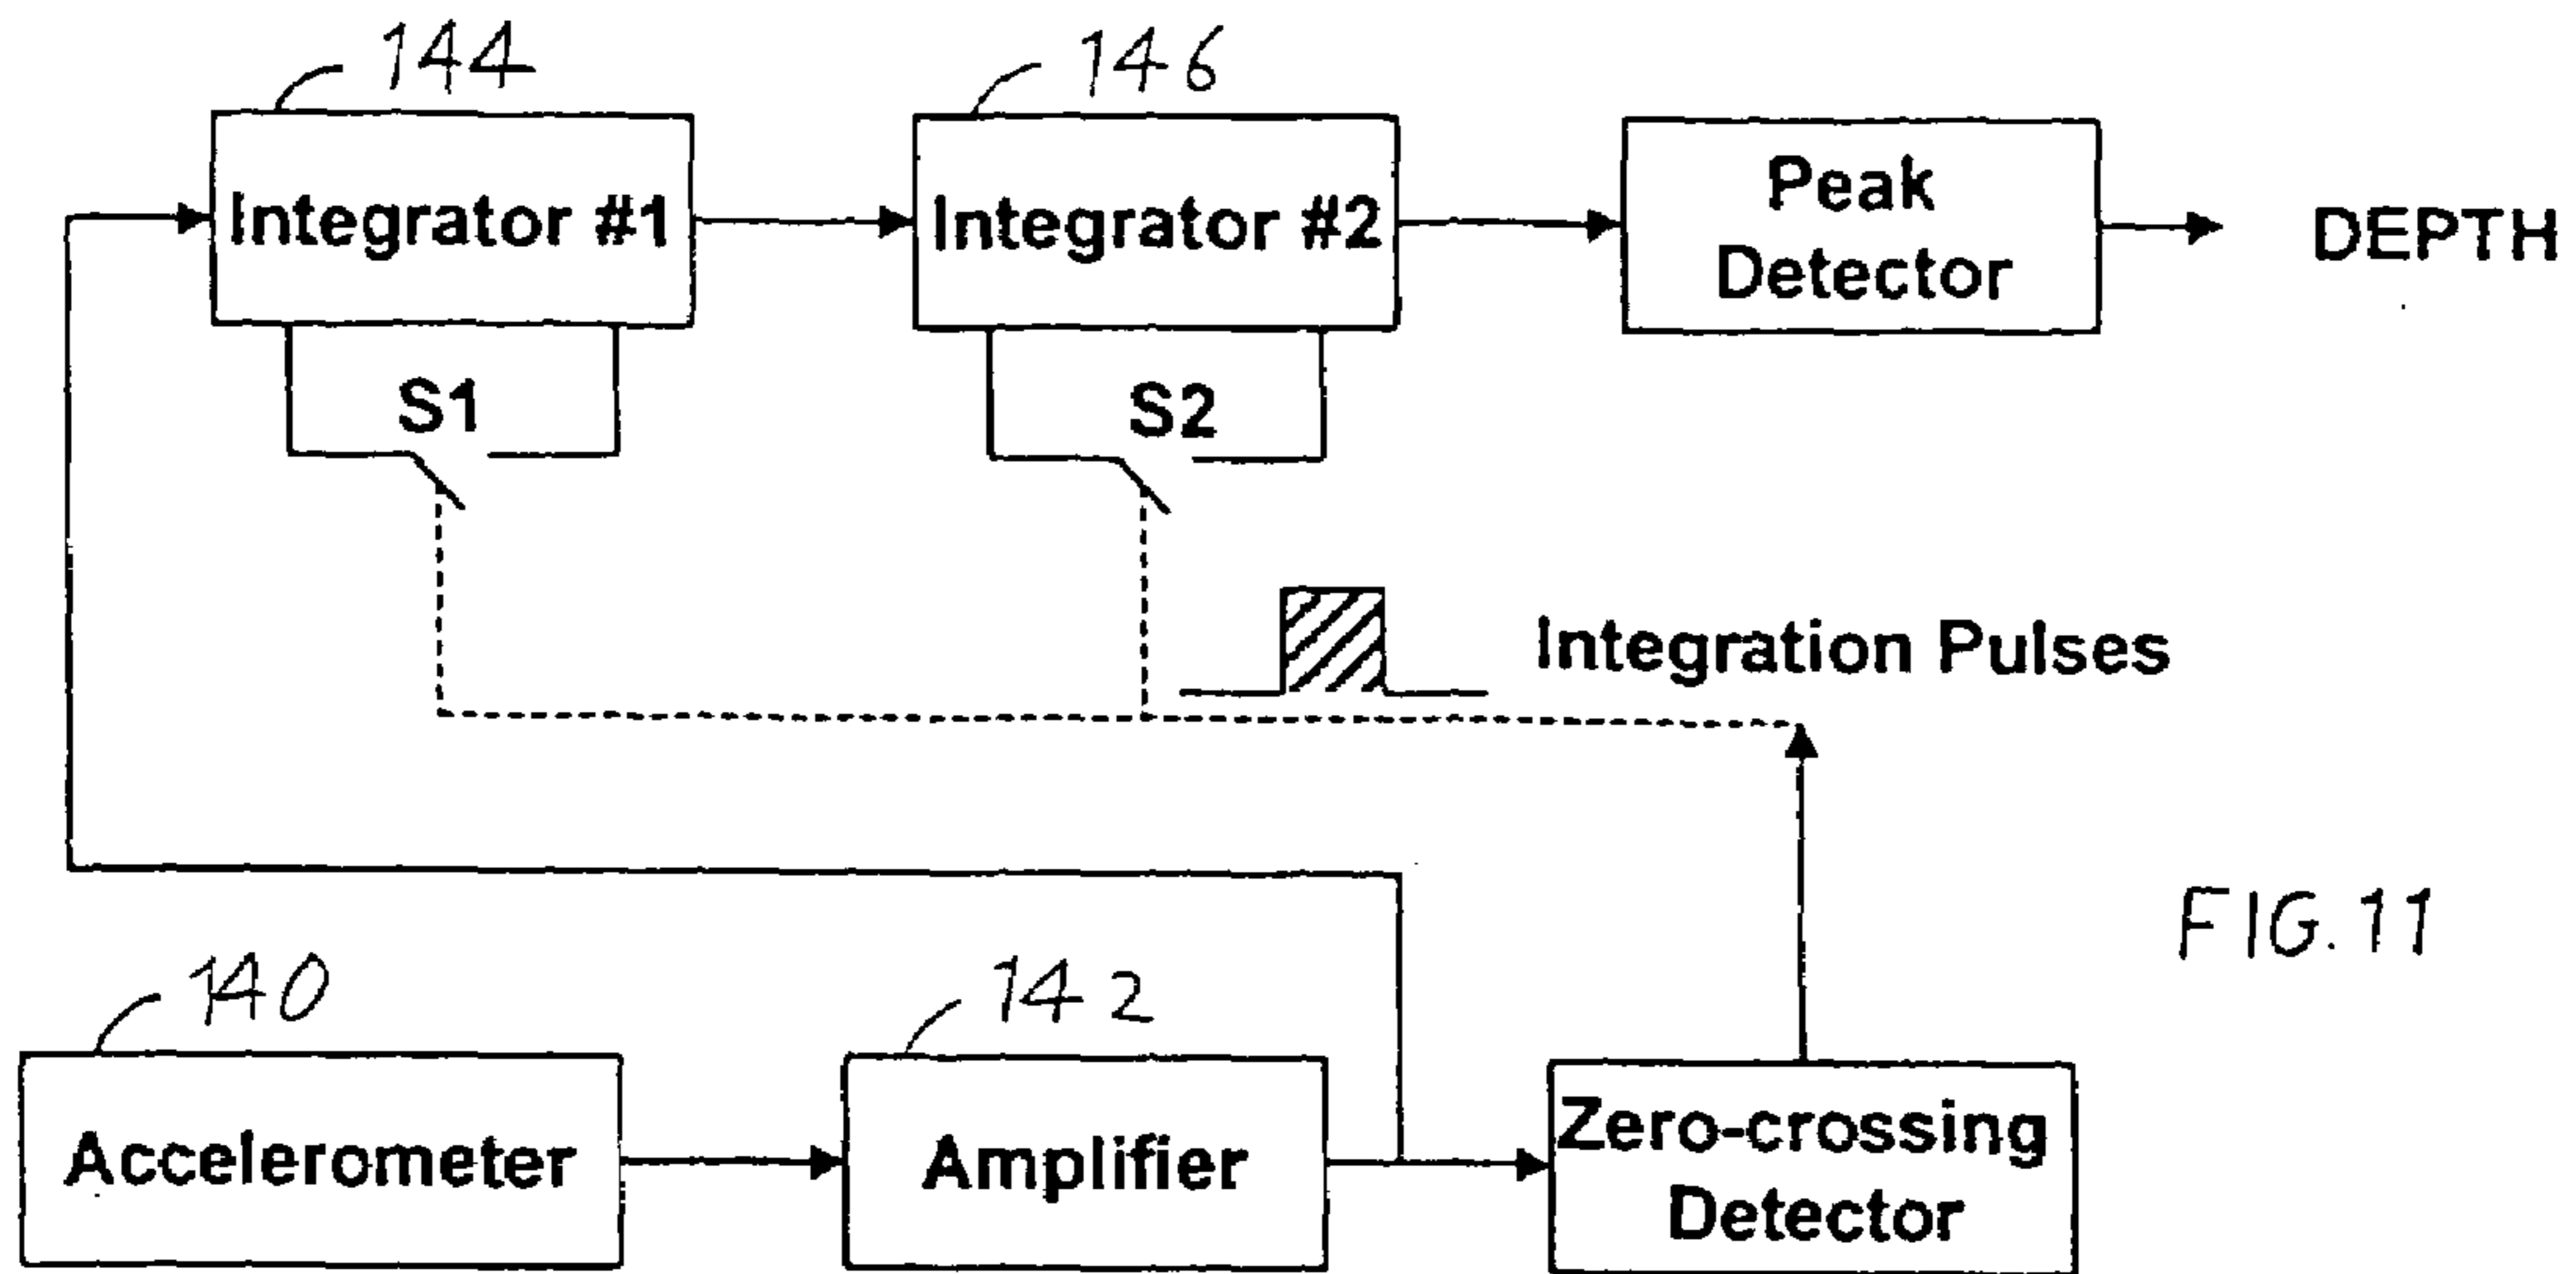 144
146
Integrator #1
Integrator #2
Peak
Detector
DEPTH
S1
S2
Integration Pulses
FIG. 11
140
142
Accelerometer
Amplifier
Zero-crossing
Detector